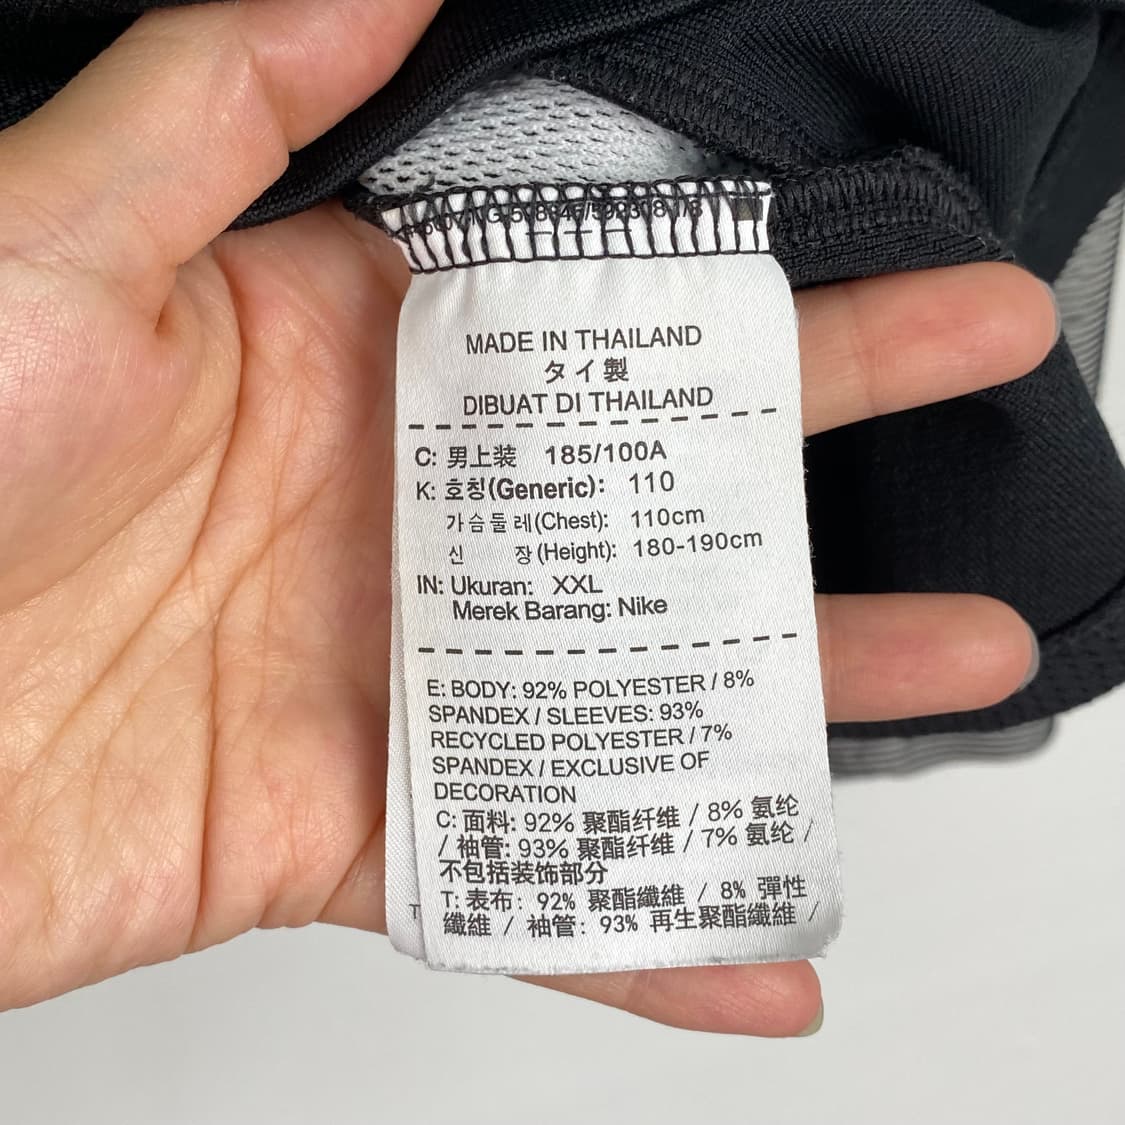 MADE IN THAILAND
タイ製
DIBUAT DI THAILAND
C: 男上装 185/100A
K: 호칭(Generic): 110
가슴둘레(Chest): 110cm
신 장(Height): 180-190cm
IN: Ukuran: XXL
Merek Barang: Nike
E: BODY: 92% POLYESTER / 8%
SPANDEX / SLEEVES: 93%
RECYCLED POLYESTER / 7%
SPANDEX / EXCLUSIVE OF
DECORATION
C: 面料: 92% 聚酯纤维 / 8% 氨纶
/ 袖管: 93% 聚酯纤维 / 7% 氨纶 /
不包括装饰部分
T: 表布: 92% 聚酯纖維 / 8% 彈性
纖維 / 袖管: 93% 再生聚酯纖維 /